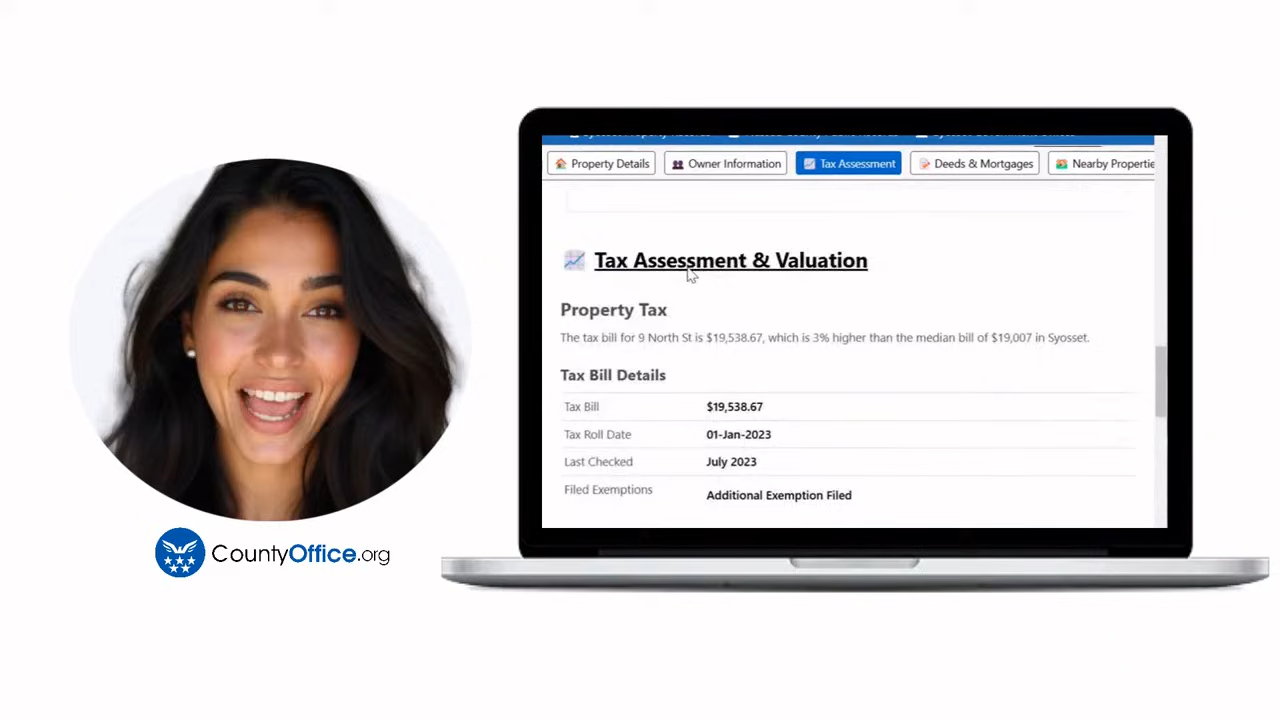 Property Details
Owner Information
Tax Assessment
Deeds & Mortgages
Nearby Propertie
Tax Assessment & Valuation
Property Tax
The tax bill for 9 North St is $19,538.67, which is 3% higher than the median bill of $19,007 in Syosset.
Tax Bill Details
Tax Bill $19,538.67
Tax Roll Date 01-Jan-2023
Last Checked July 2023
Filed Exemptions Additional Exemption Filed
CountyOffice.org